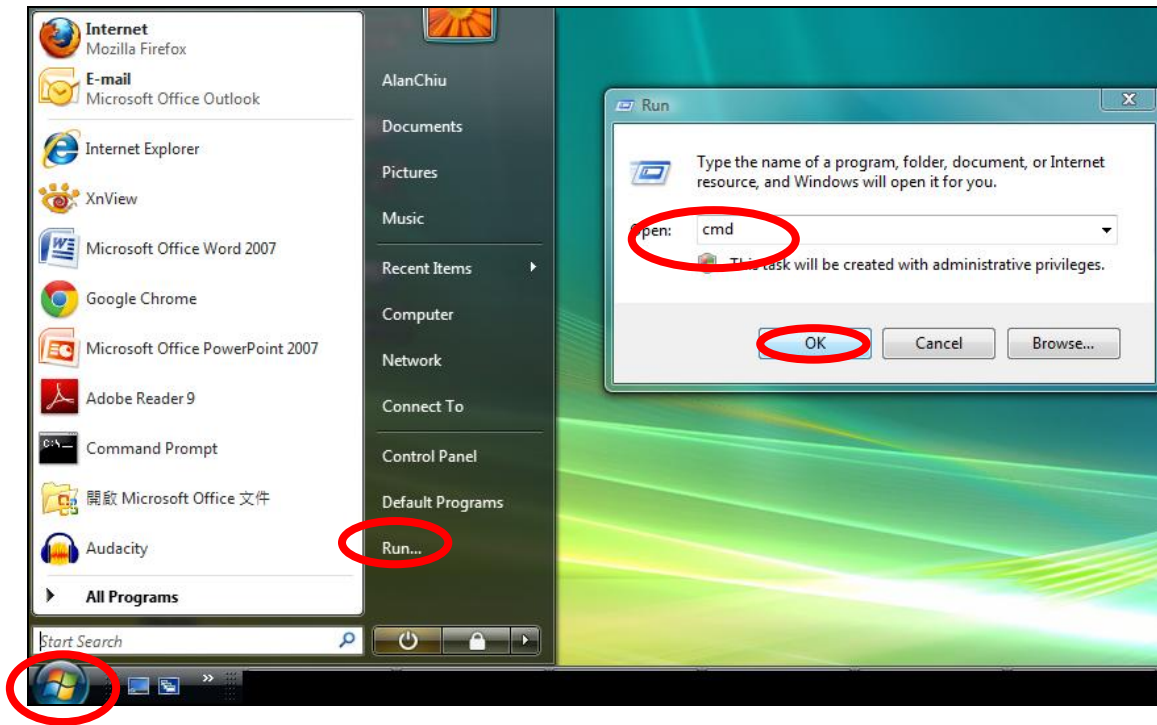 Internet
Mozilla Firefox
E-mail
Microsoft Office Outlook
Internet Explorer
XnView
Microsoft Office Word 2007
Google Chrome
Microsoft Office PowerPoint 2007
Adobe Reader 9
Command Prompt
開啟 Microsoft Office 文件
Audacity
All Programs
Start Search
AlanChiu
Documents
Pictures
Music
Recent Items
Computer
Network
Connect To
Control Panel
Default Programs
Run...
Run
Type the name of a program, folder, document, or Internet
resource, and Windows will open it for you.
Open: cmd
This task will be created with administrative privileges.
OK Cancel Browse...